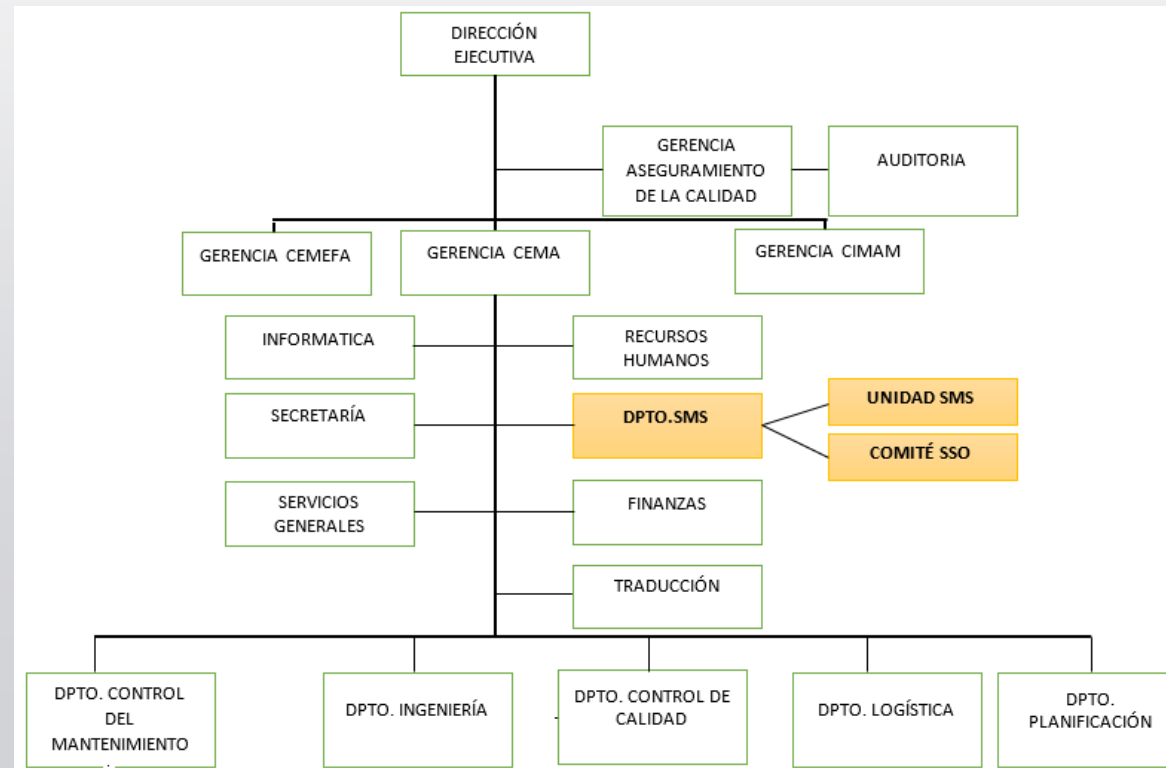 DIRECCIÓN
EJECUTIVA
GERENCIA
ASEGURAMIENTO
DE LA CALIDAD
AUDITORIA
GERENCIA CEMEFA
GERENCIA CEMA
GERENCIA CIMAM
INFORMATICA
RECURSOS
HUMANOS
SECRETARÍA
DPTO.SMS
UNIDAD SMS
COMITÉ SSO
SERVICIOS
GENERALES
FINANZAS
TRADUCCIÓN
DPTO. CONTROL
DEL
MANTENIMIENTO
DPTO. INGENIERÍA
DPTO. CONTROL DE
CALIDAD
DPTO. LOGÍSTICA
DPTO.
PLANIFICACIÓN